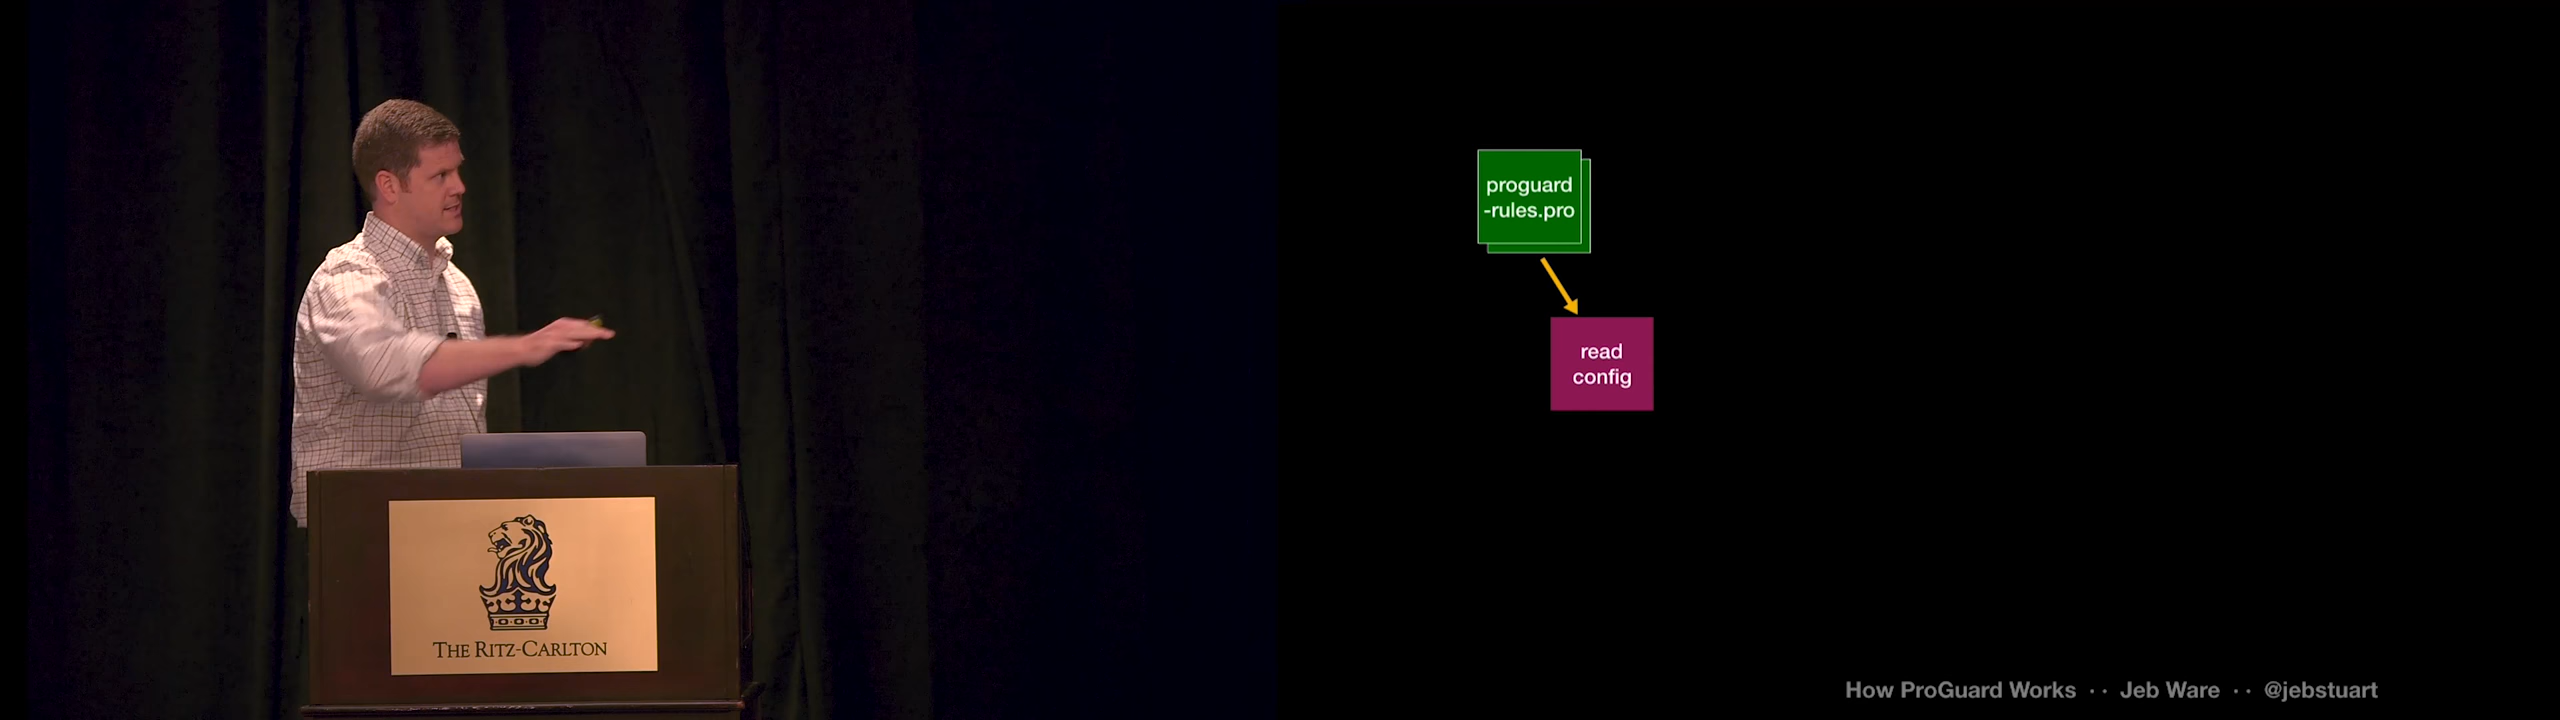 THE RITZ-CARLTON
proguard
-rules.pro
read
config
How ProGuard Works ·· Jeb Ware ·· @jebstuart